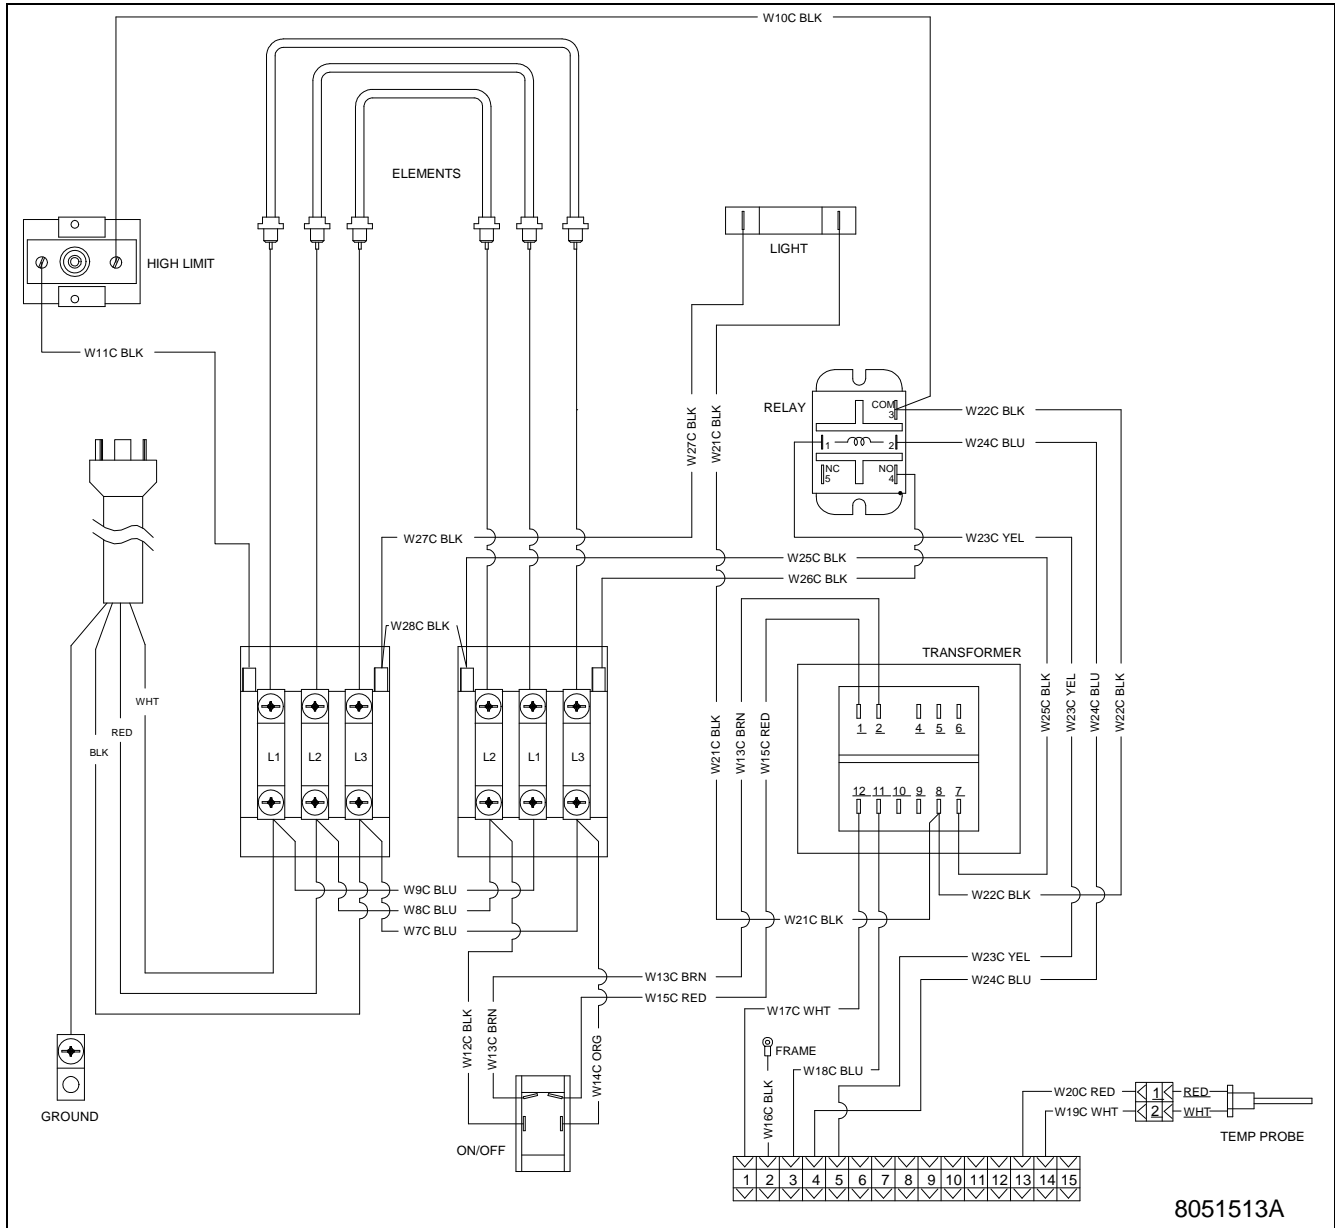 W10C BLK
ELEMENTS
LIGHT
HIGH LIMIT
W11C BLK
W27C BLK
W21C BLK
RELAY
COM
3
1
2
NC
5
NO
4
W22C BLK
W24C BLU
W27C BLK
W23C YEL
W25C BLK
W26C BLK
W28C BLK
TRANSFORMER
WHT
RED
BLK
W21C BLK
W13C BRN
W15C RED
W25C BLK
W23C YEL
W24C BLU
W22C BLK
1 2 4 5 6
L1 L2 L3
L2 L1 L3
12 11 10 9 8 7
W9C BLU
W8C BLU
W7C BLU
W22C BLK
W21C BLK
W23C YEL
W24C BLU
W13C BRN
W15C RED
W17C WHT
W12C BLK
W13C BRN
W14C ORG
FRAME
W18C BLU
W16C BLK
GROUND
ON/OFF
W20C RED 1 RED
W19C WHT 2 WHT
TEMP PROBE
1 2 3 4 5 6 7 8 9 10 11 12 13 14 15
8051513A